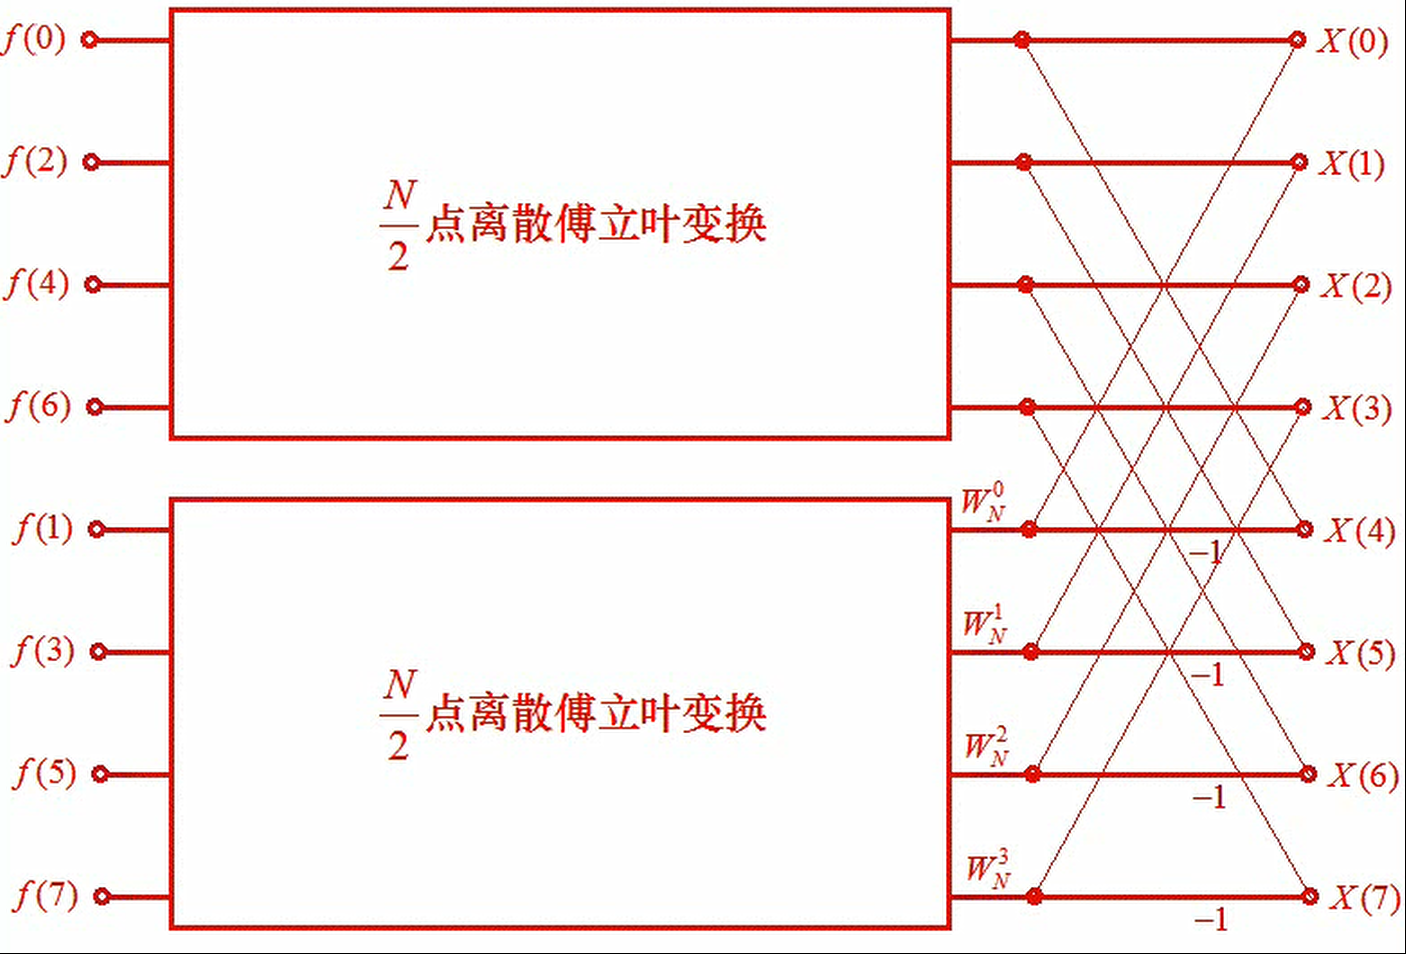 f(0) X(0)
f(2) X(1)
N/2 点离散傅立叶变换
f(4) X(2)
f(6) X(3)
W_N^0
f(1) −1 X(4)
W_N^1
f(3) −1 X(5)
N/2 点离散傅立叶变换
W_N^2
f(5) −1 X(6)
W_N^3
f(7) −1 X(7)